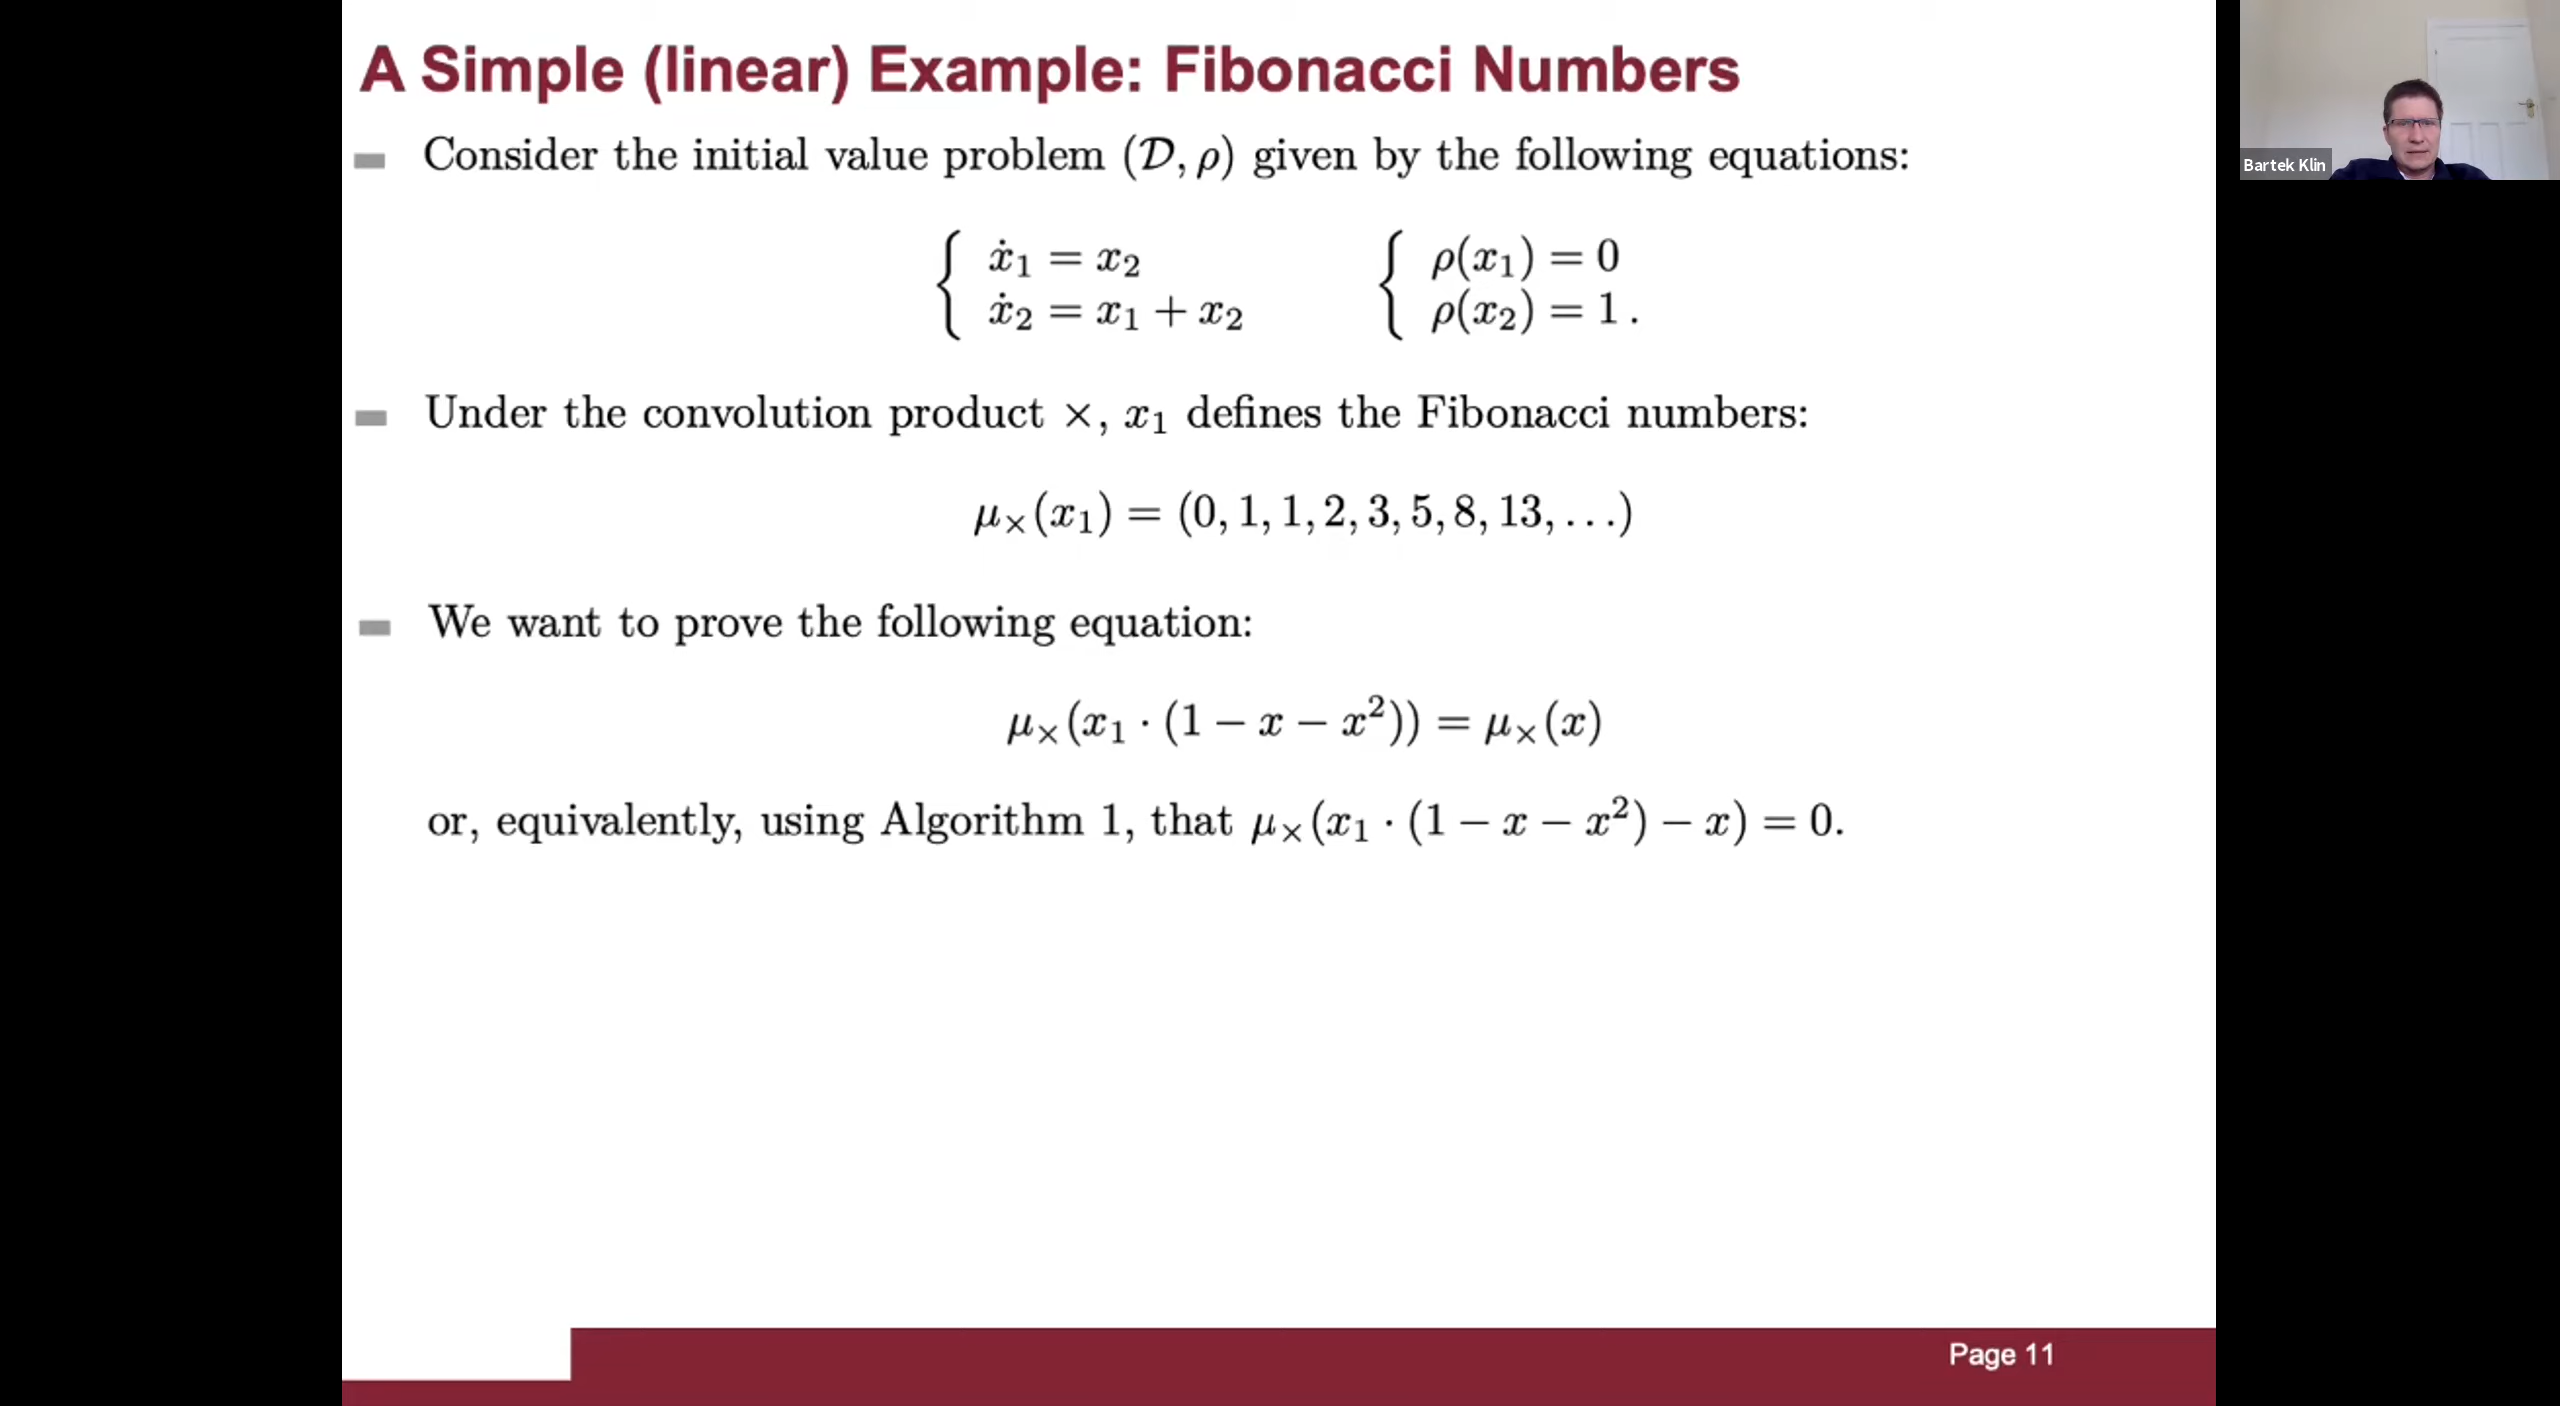 A Simple (linear) Example: Fibonacci Numbers
Consider the initial value problem (𝒟, ρ) given by the following equations:
{ ẋ₁ = x₂
ẋ₂ = x₁ + x₂
{ ρ(x₁) = 0
ρ(x₂) = 1 .
Under the convolution product ×, x₁ defines the Fibonacci numbers:
μ×(x₁) = (0, 1, 1, 2, 3, 5, 8, 13, . . .)
We want to prove the following equation:
μ×(x₁ · (1 − x − x²)) = μ×(x)
or, equivalently, using Algorithm 1, that μ×(x₁ · (1 − x − x²) − x) = 0.
Page 11
Bartek Klin